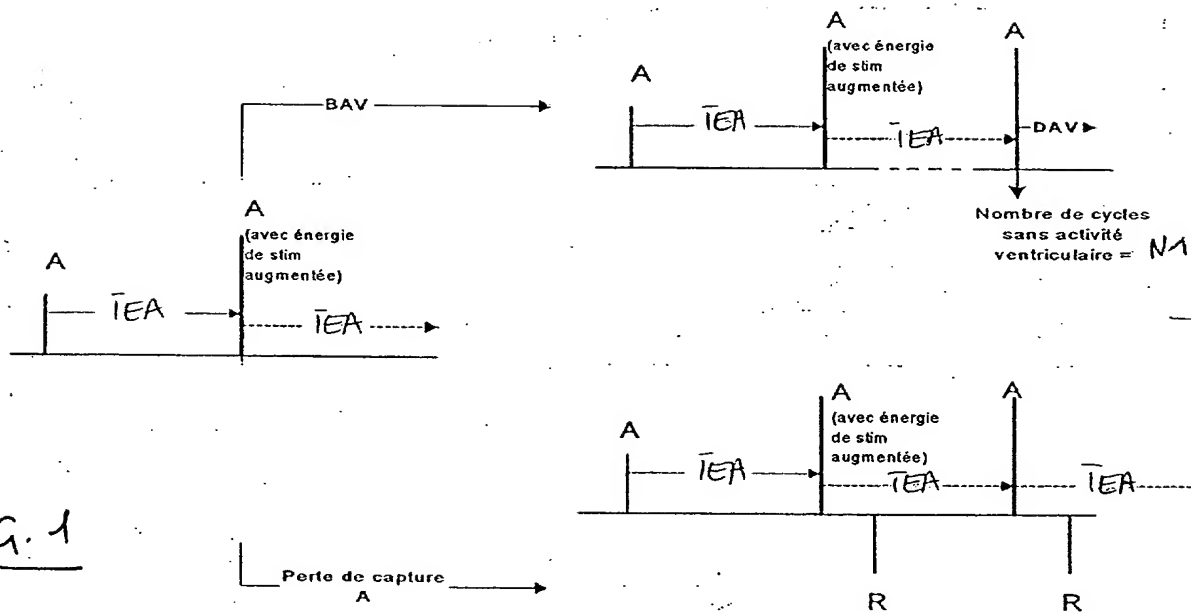 BAV
A
(avec énergie
de stim
augmentée)
A
TEA
TEA
A
(avec énergie
de stim
augmentée)
A
A
TEA
TEA
DAV
Nombre de cycles
sans activité
ventriculaire = N1
A
(avec énergie
de stim
augmentée)
A
A
TEA
TEA
TEA
R
R
G. 1
Perte de capture
A